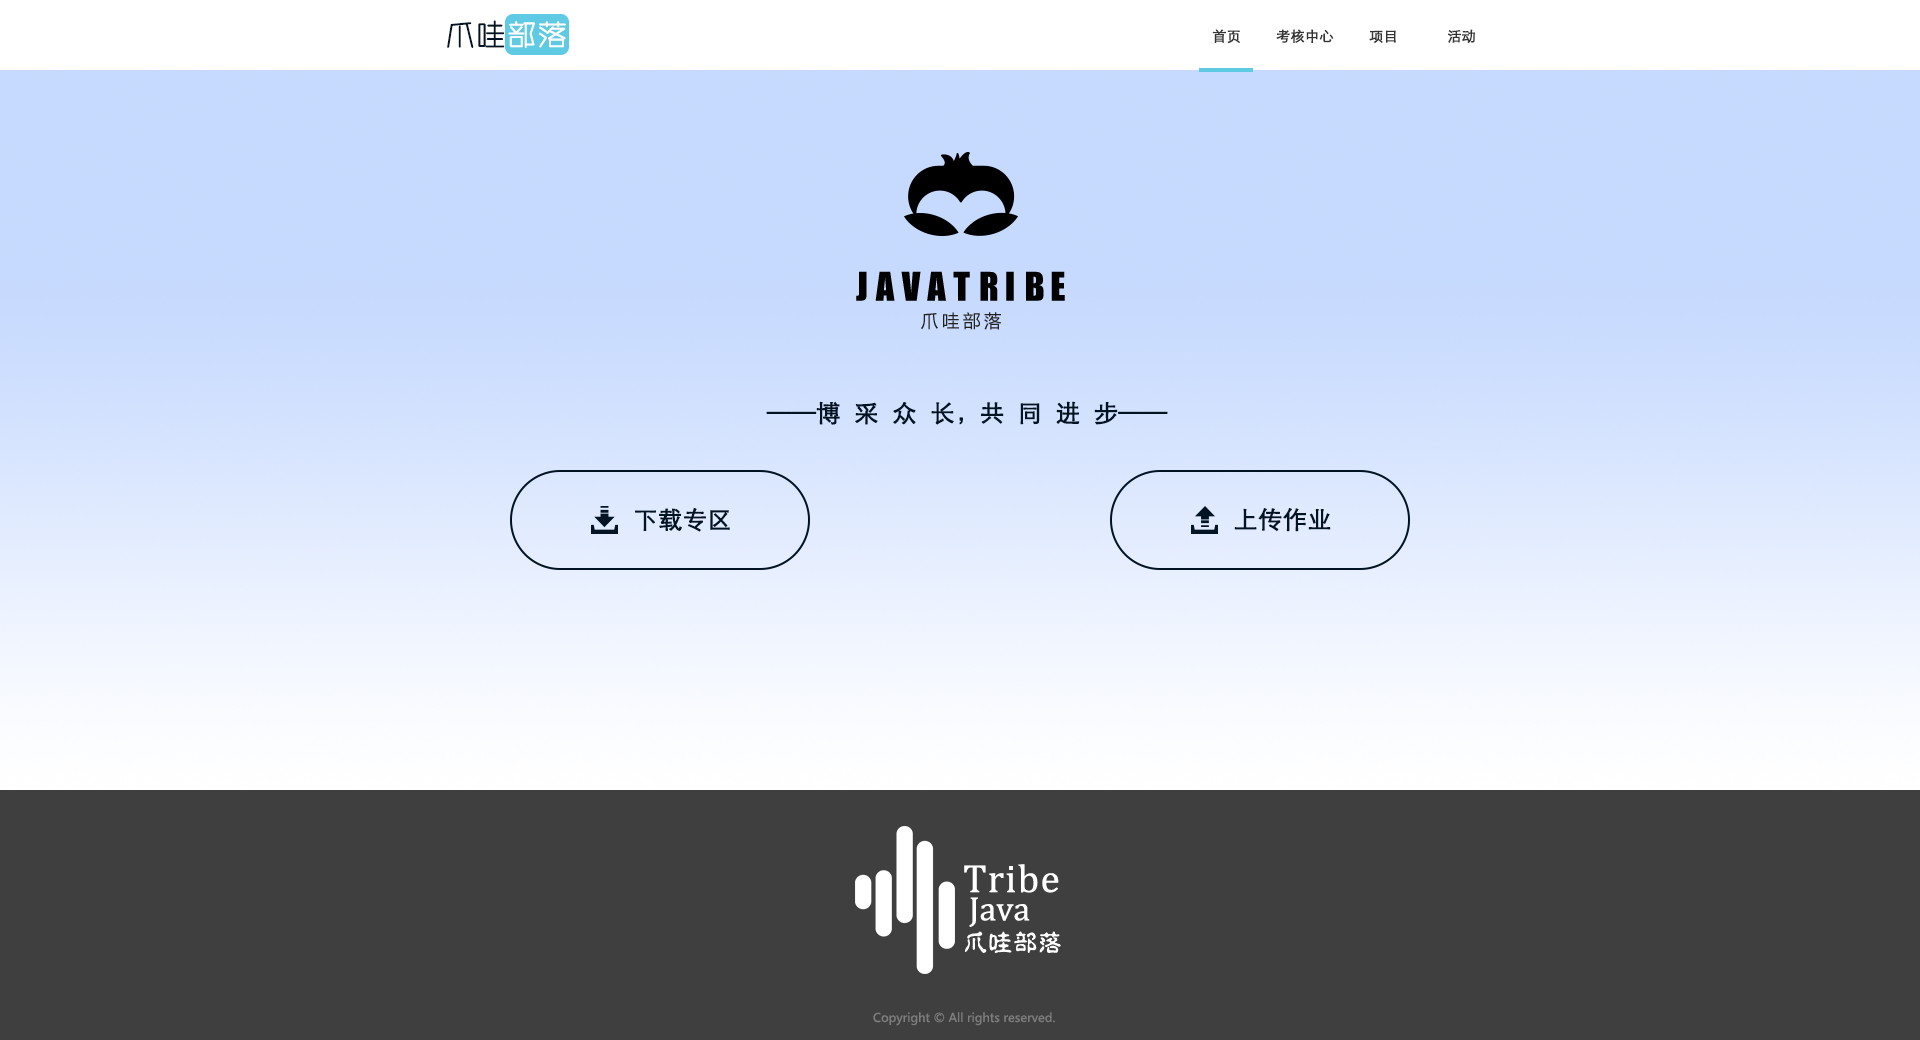 爪哇部落
首页 考核中心 项目 活动
JAVATRIBE
爪哇部落
——博采众长,共同进步——
下载专区
上传作业
Tribe
Java
爪哇部落
Copyright © All rights reserved.